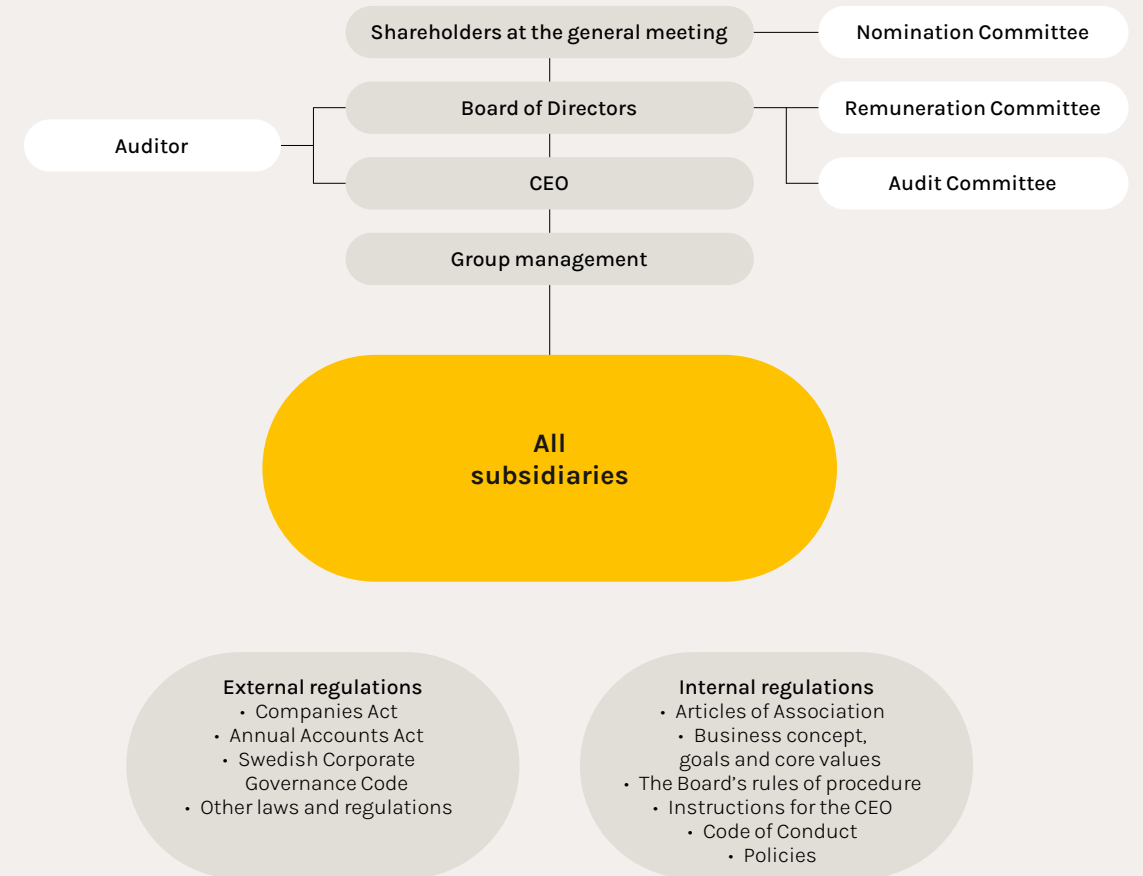 Shareholders at the general meeting
Nomination Committee
Board of Directors
Remuneration Committee
Auditor
CEO
Audit Committee
Group management
All
subsidiaries
External regulations
• Companies Act
• Annual Accounts Act
• Swedish Corporate
Governance Code
• Other laws and regulations
Internal regulations
• Articles of Association
• Business concept,
goals and core values
• The Board’s rules of procedure
• Instructions for the CEO
• Code of Conduct
• Policies